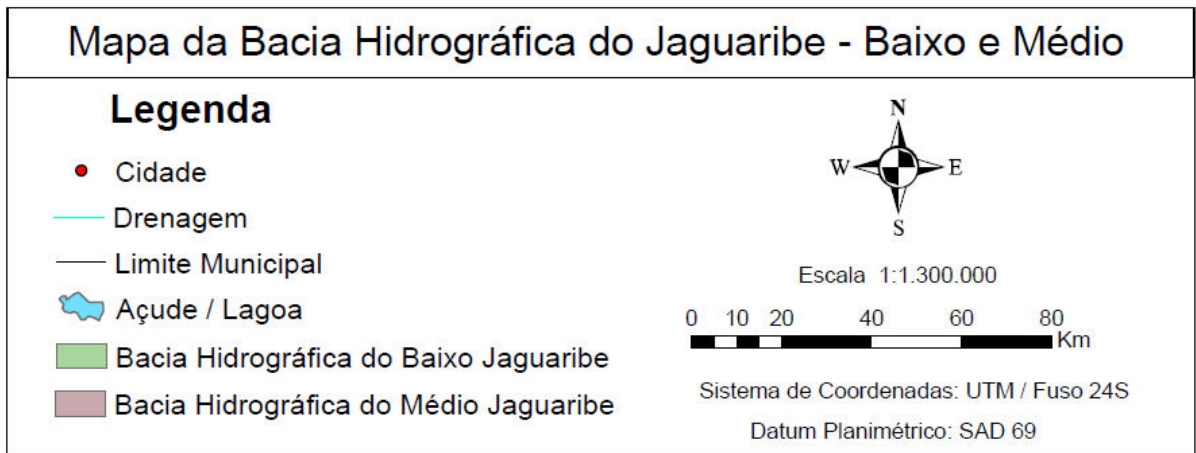 Mapa da Bacia Hidrográfica do Jaguaribe - Baixo e Médio
Legenda
Cidade
Drenagem
Limite Municipal
Açude / Lagoa
Bacia Hidrográfica do Baixo Jaguaribe
Bacia Hidrográfica do Médio Jaguaribe
N
W E
S
Escala 1:1.300.000
0 10 20 40 60 80
Km
Sistema de Coordenadas: UTM / Fuso 24S
Datum Planimétrico: SAD 69